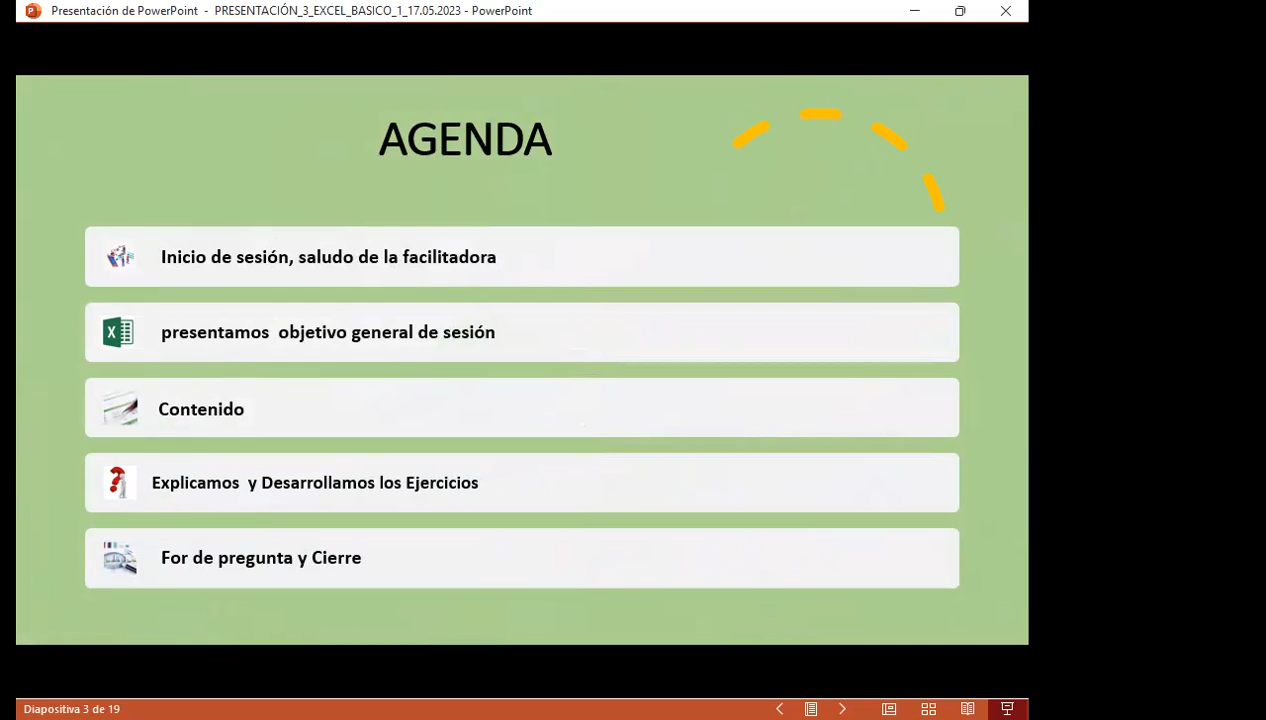 Presentación de PowerPoint - PRESENTACIÓN_3_EXCEL_BASICO_1_17.05.2023 - PowerPoint
AGENDA
Inicio de sesión, saludo de la facilitadora
presentamos objetivo general de sesión
Contenido
Explicamos y Desarrollamos los Ejercicios
For de pregunta y Cierre
Diapositiva 3 de 19